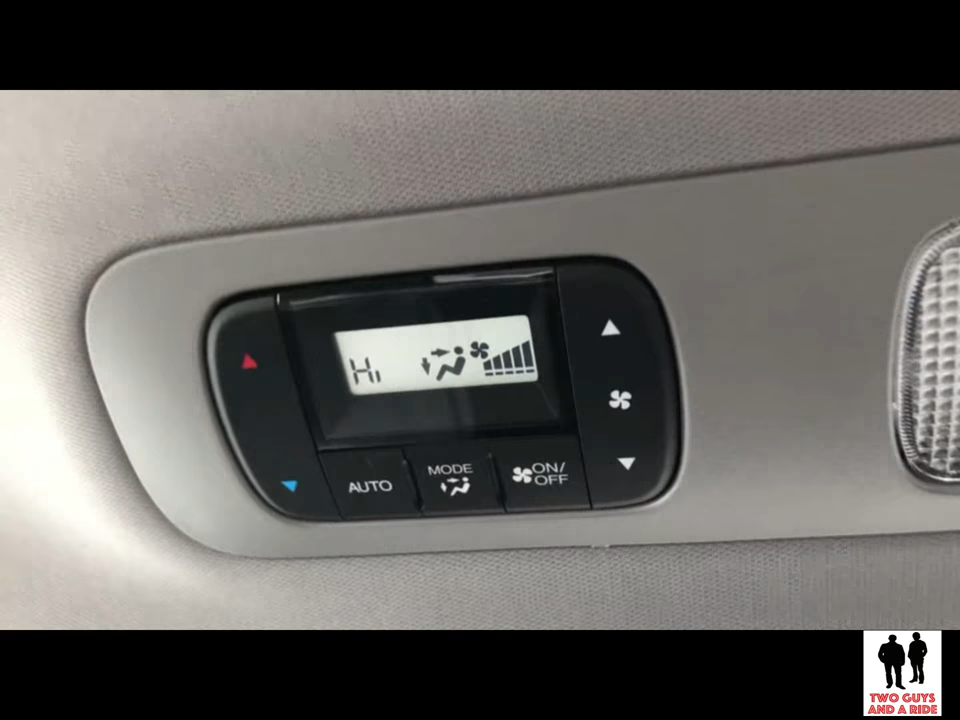 Hi
AUTO
MODE
ON/
OFF
TWO GUYS
AND A RIDE